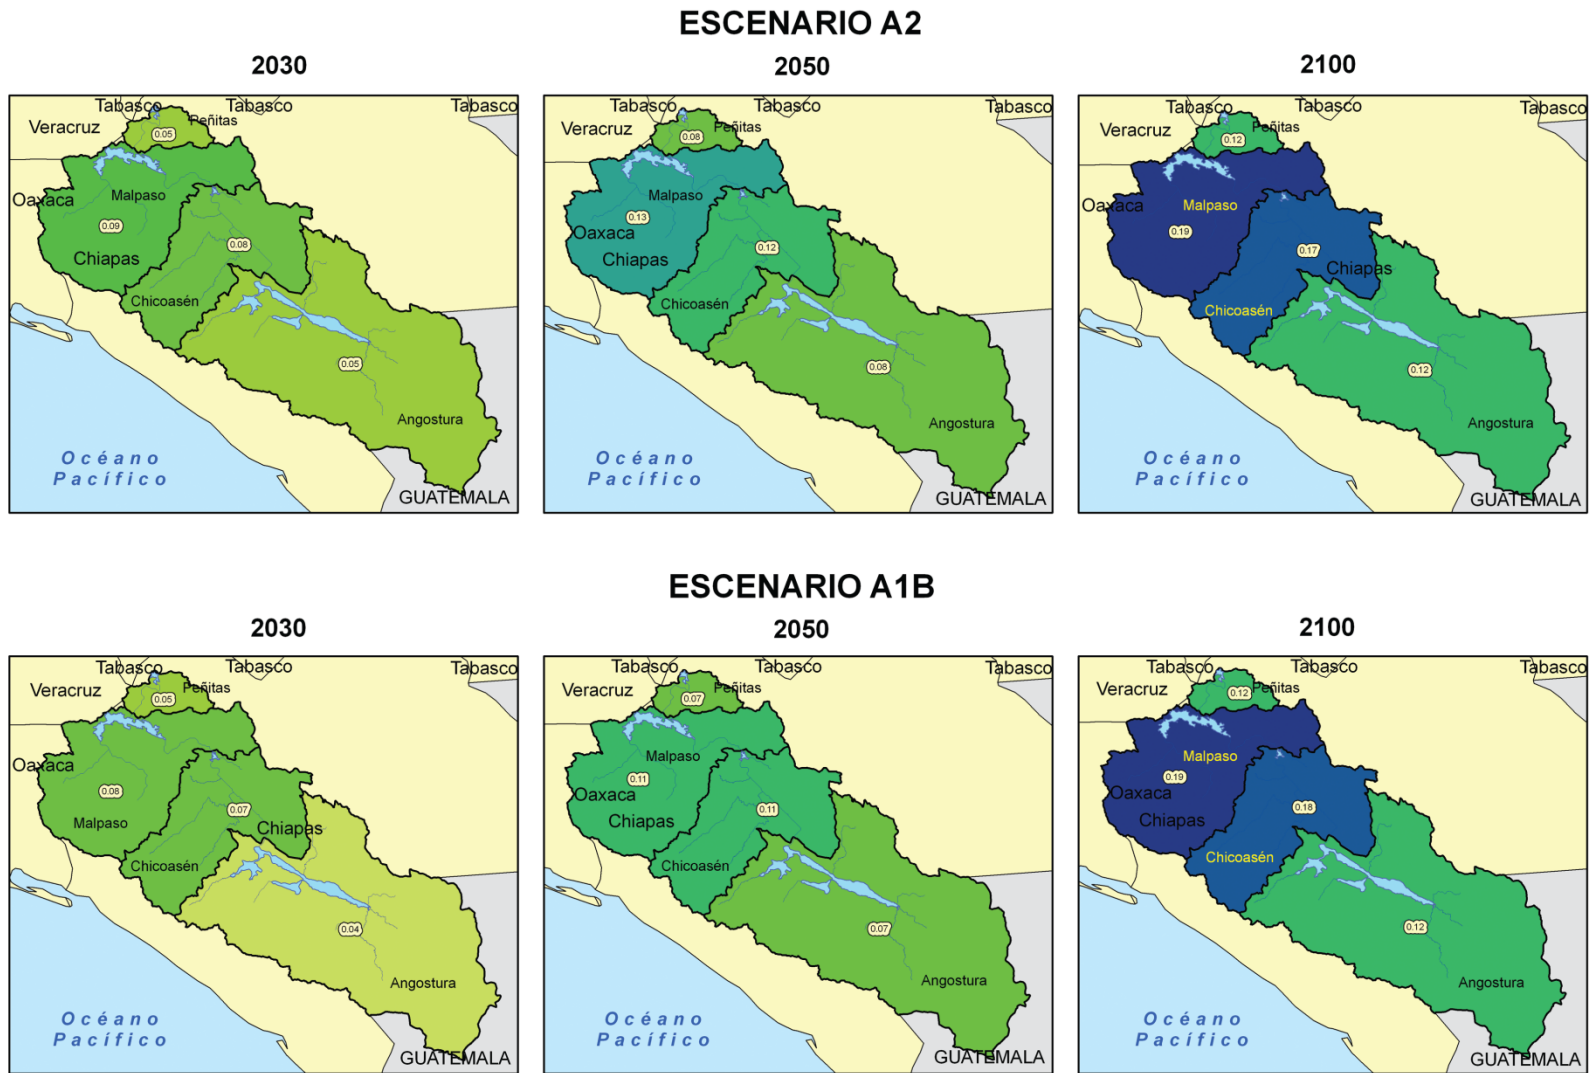 ESCENARIO A2
2030
Tabasco
Tabasco
Tabasco
Veracruz
Peñitas
0.05
Oaxaca
Malpaso
0.09
0.08
Chiapas
Chicoasén
0.05
Angostura
Océano
Pacífico
GUATEMALA
2050
Tabasco
Tabasco
Peñitas
0.08
Malpaso
0.13
Oaxaca
0.12
Chiapas
Chicoasén
0.08
Angostura
Océano
Pacífico
GUATEMALA
2100
Tabasco
Tabasco
Tabasco
Veracruz
Peñitas
0.12
Oaxaca
Malpaso
0.19
0.17
Chiapas
Chicoasén
0.12
Angostura
Océano
Pacífico
GUATEMALA
ESCENARIO A1B
2030
Tabasco
Tabasco
Tabasco
Veracruz
Peñitas
0.05
Oaxaca
0.08
0.07
Malpaso
Chiapas
Chicoasén
0.04
Angostura
Océano
Pacífico
GUATEMALA
2050
Tabasco
Tabasco
Peñitas
0.07
Malpaso
0.11
Oaxaca
0.11
Chiapas
Chicoasén
0.07
Angostura
Océano
Pacífico
GUATEMALA
2100
Tabasco
Tabasco
Tabasco
Veracruz
Peñitas
0.12
Malpaso
0.19
Oaxaca
0.18
Chiapas
Chicoasén
0.12
Angostura
Océano
Pacífico
GUATEMALA